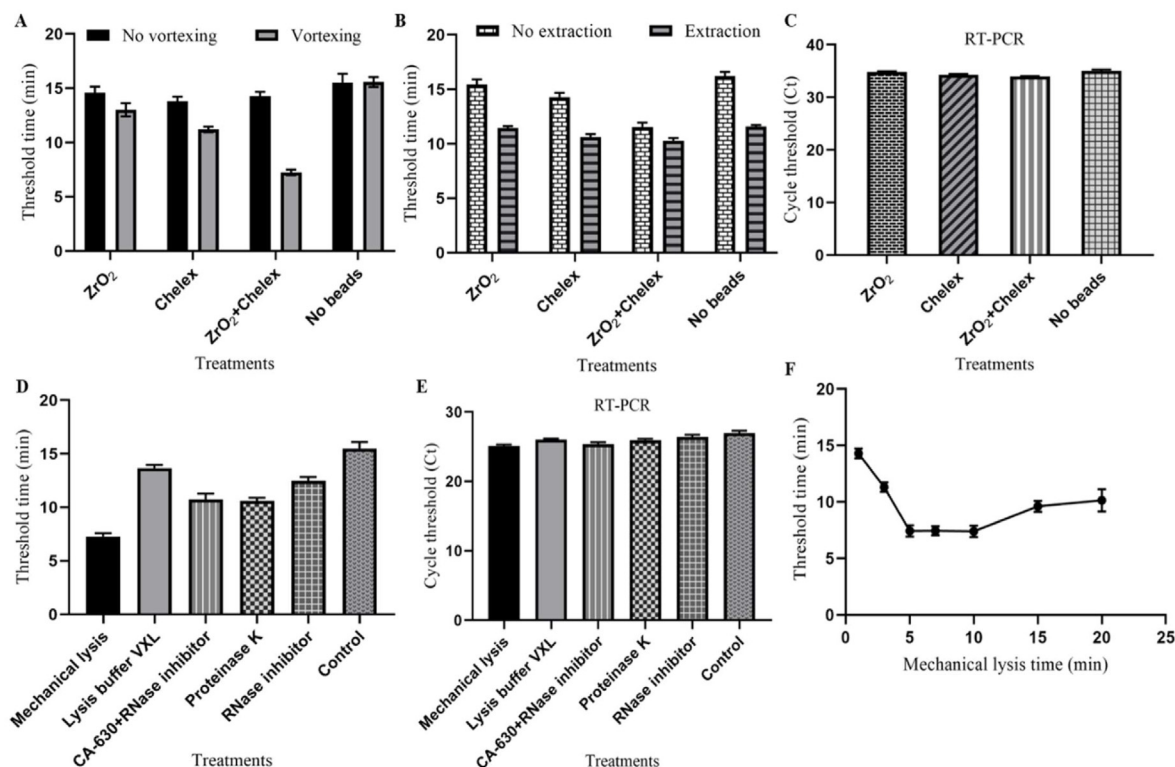 A
No vortexing
Vortexing
Threshold time (min)
20
15
10
5
0
ZrO₂
Chelex
ZrO₂+Chelex
No beads
Treatments
B
No extraction
Extraction
Threshold time (min)
20
15
10
5
0
ZrO₂
Chelex
ZrO₂+Chelex
No beads
Treatments
C
RT-PCR
Cycle threshold (Ct)
40
30
20
10
0
ZrO₂
Chelex
ZrO₂+Chelex
No beads
Treatments
D
Threshold time (min)
20
15
10
5
0
Mechanical lysis
Lysis buffer VXL
CA-630+RNase inhibitor
Proteinase K
RNase inhibitor
Control
Treatments
E
RT-PCR
Cycle threshold (Ct)
30
20
10
0
Mechanical lysis
Lysis buffer VXL
CA-630+RNase inhibitor
Proteinase K
RNase inhibitor
Control
Treatments
F
Threshold time (min)
20
15
10
5
0
0
5
10
15
20
25
Mechanical lysis time (min)